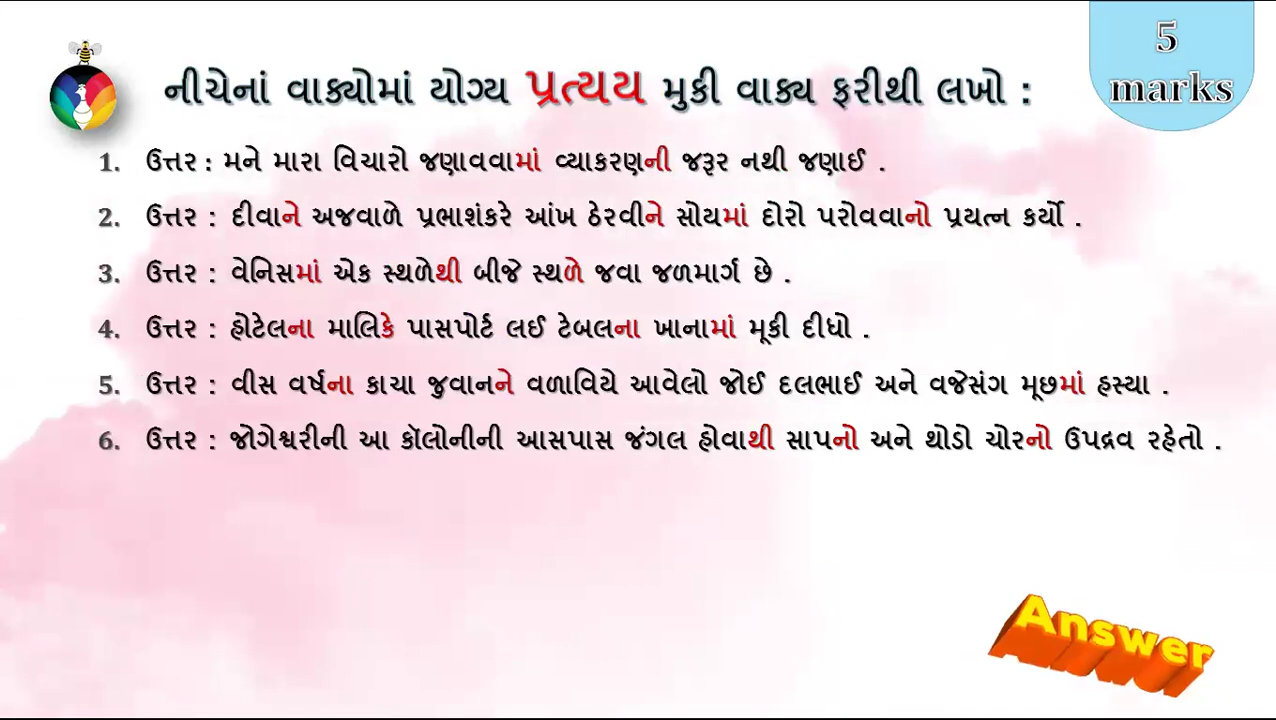 5
marks
નીચેનાં વાક્યોમાં યોગ્ય પ્રત્યય મુકી વાક્ય ફરીથી લખો :
1. ઉત્તર : મને મારા વિચારો જણાવવામાં વ્યાકરણની જરૂર નથી જણાઈ .
2. ઉત્તર : દીવાને અજવાળે પ્રભાશંકરે આંખ ઠેરવીને સોયમાં દોરો પરોવવાનો પ્રયત્ન કર્યો .
3. ઉત્તર : વેનિસમાં એક સ્થળેથી બીજે સ્થળે જવા જળમાર્ગ છે .
4. ઉત્તર : હોટેલના માલિકે પાસપોર્ટ લઈ ટેબલના ખાનામાં મૂકી દીધો .
5. ઉત્તર : વીસ વર્ષના કાચા જુવાનને વળાવિયે આવેલો જોઈ દલભાઈ અને વજેસંગ મૂછમાં હસ્યા .
6. ઉત્તર : જોગેશ્વરીની આ કૉલોનીની આસપાસ જંગલ હોવાથી સાપનો અને થોડો ચોરનો ઉપદ્રવ રહેતો .
Answer